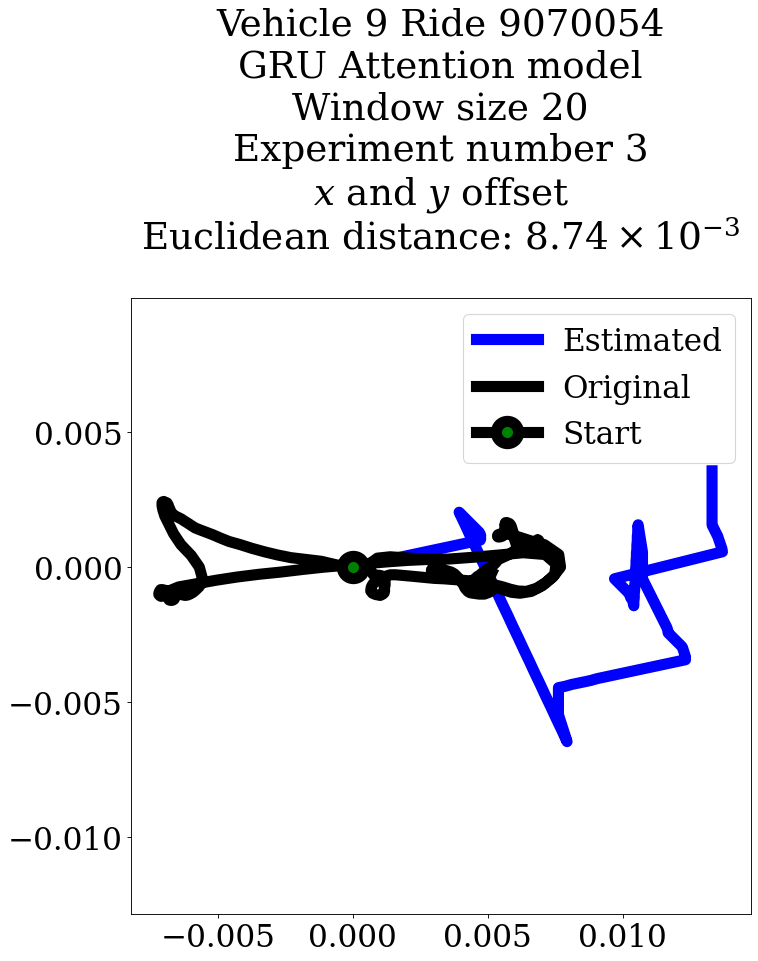 Vehicle 9 Ride 9070054
GRU Attention model
Window size 20
Experiment number 3
x and y offset
Euclidean distance: 8.74 × 10⁻³
Estimated
Original
Start
0.005
0.000
−0.005
−0.010
−0.005 0.000 0.005 0.010